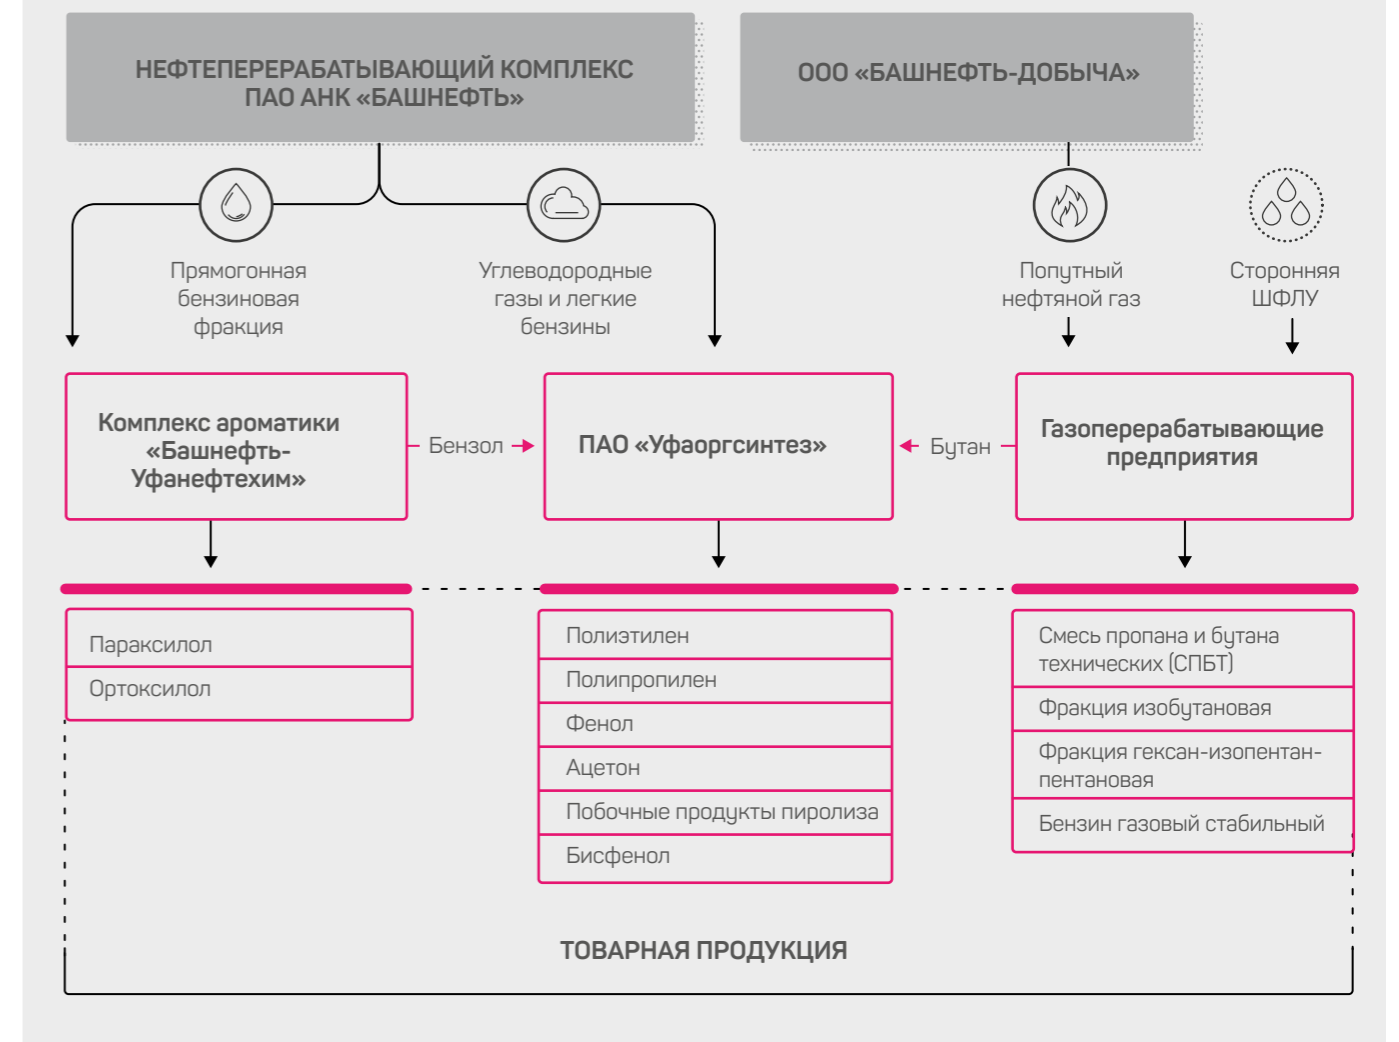 НЕФТЕПЕРЕРАБАТЫВАЮЩИЙ КОМПЛЕКС
ПАО АНК «БАШНЕФТЬ»
ООО «БАШНЕФТЬ-ДОБЫЧА»
Прямогонная
бензиновая
фракция
Углеводородные
газы и легкие
бензины
Попутный
нефтяной газ
Сторонняя
ШФЛУ
Комплекс ароматики
«Башнефть-
Уфанефтехим»
Бензол
ПАО «Уфаоргсинтез»
Бутан
Газоперерабатывающие
предприятия
Параксилол
Ортоксилол
Полиэтилен
Полипропилен
Фенол
Ацетон
Побочные продукты пиролиза
Бисфенол
Смесь пропана и бутана
технических (СПБТ)
Фракция изобутановая
Фракция гексан-изопентан-
пентановая
Бензин газовый стабильный
ТОВАРНАЯ ПРОДУКЦИЯ